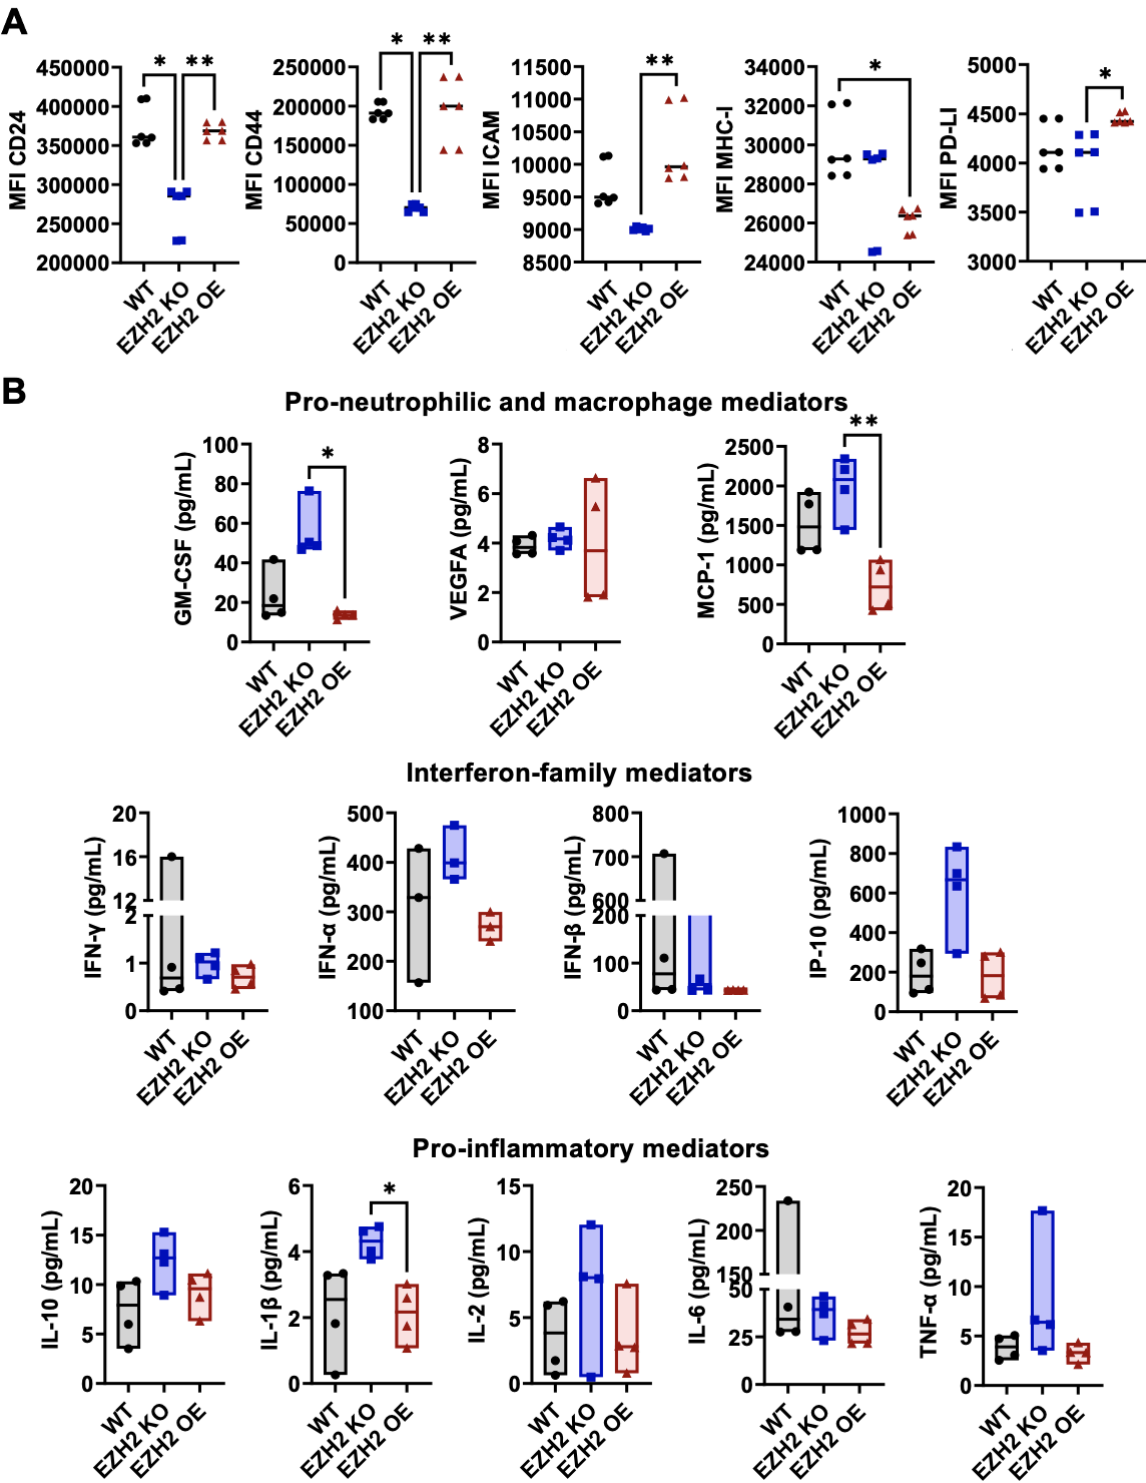 A
MFI CD24
450000
400000
350000
300000
250000
200000
* **
WT
EZH2 KO
EZH2 OE
MFI CD44
250000
200000
150000
100000
50000
0
* **
WT
EZH2 KO
EZH2 OE
MFI ICAM
11500
11000
10500
10000
9500
9000
8500
**
WT
EZH2 KO
EZH2 OE
MFI MHC-I
34000
32000
30000
28000
26000
24000
*
WT
EZH2 KO
EZH2 OE
MFI PD-LI
5000
4500
4000
3500
3000
*
WT
EZH2 KO
EZH2 OE
B
Pro-neutrophilic and macrophage mediators
GM-CSF (pg/mL)
100
80
60
40
20
0
*
WT
EZH2 KO
EZH2 OE
VEGFA (pg/mL)
8
6
4
2
0
WT
EZH2 KO
EZH2 OE
MCP-1 (pg/mL)
2500
2000
1500
1000
500
0
**
WT
EZH2 KO
EZH2 OE
Interferon-family mediators
IFN-γ (pg/mL)
20
16
12
2
1
0
WT
EZH2 KO
EZH2 OE
IFN-α (pg/mL)
500
400
300
200
100
WT
EZH2 KO
EZH2 OE
IFN-β (pg/mL)
800
700
600
200
100
0
WT
EZH2 KO
EZH2 OE
IP-10 (pg/mL)
1000
800
600
400
200
0
WT
EZH2 KO
EZH2 OE
Pro-inflammatory mediators
IL-10 (pg/mL)
20
15
10
5
0
WT
EZH2 KO
EZH2 OE
IL-1β (pg/mL)
6
4
2
0
*
WT
EZH2 KO
EZH2 OE
IL-2 (pg/mL)
15
10
5
0
WT
EZH2 KO
EZH2 OE
IL-6 (pg/mL)
250
200
150
50
25
0
WT
EZH2 KO
EZH2 OE
TNF-α (pg/mL)
20
15
10
5
0
WT
EZH2 KO
EZH2 OE